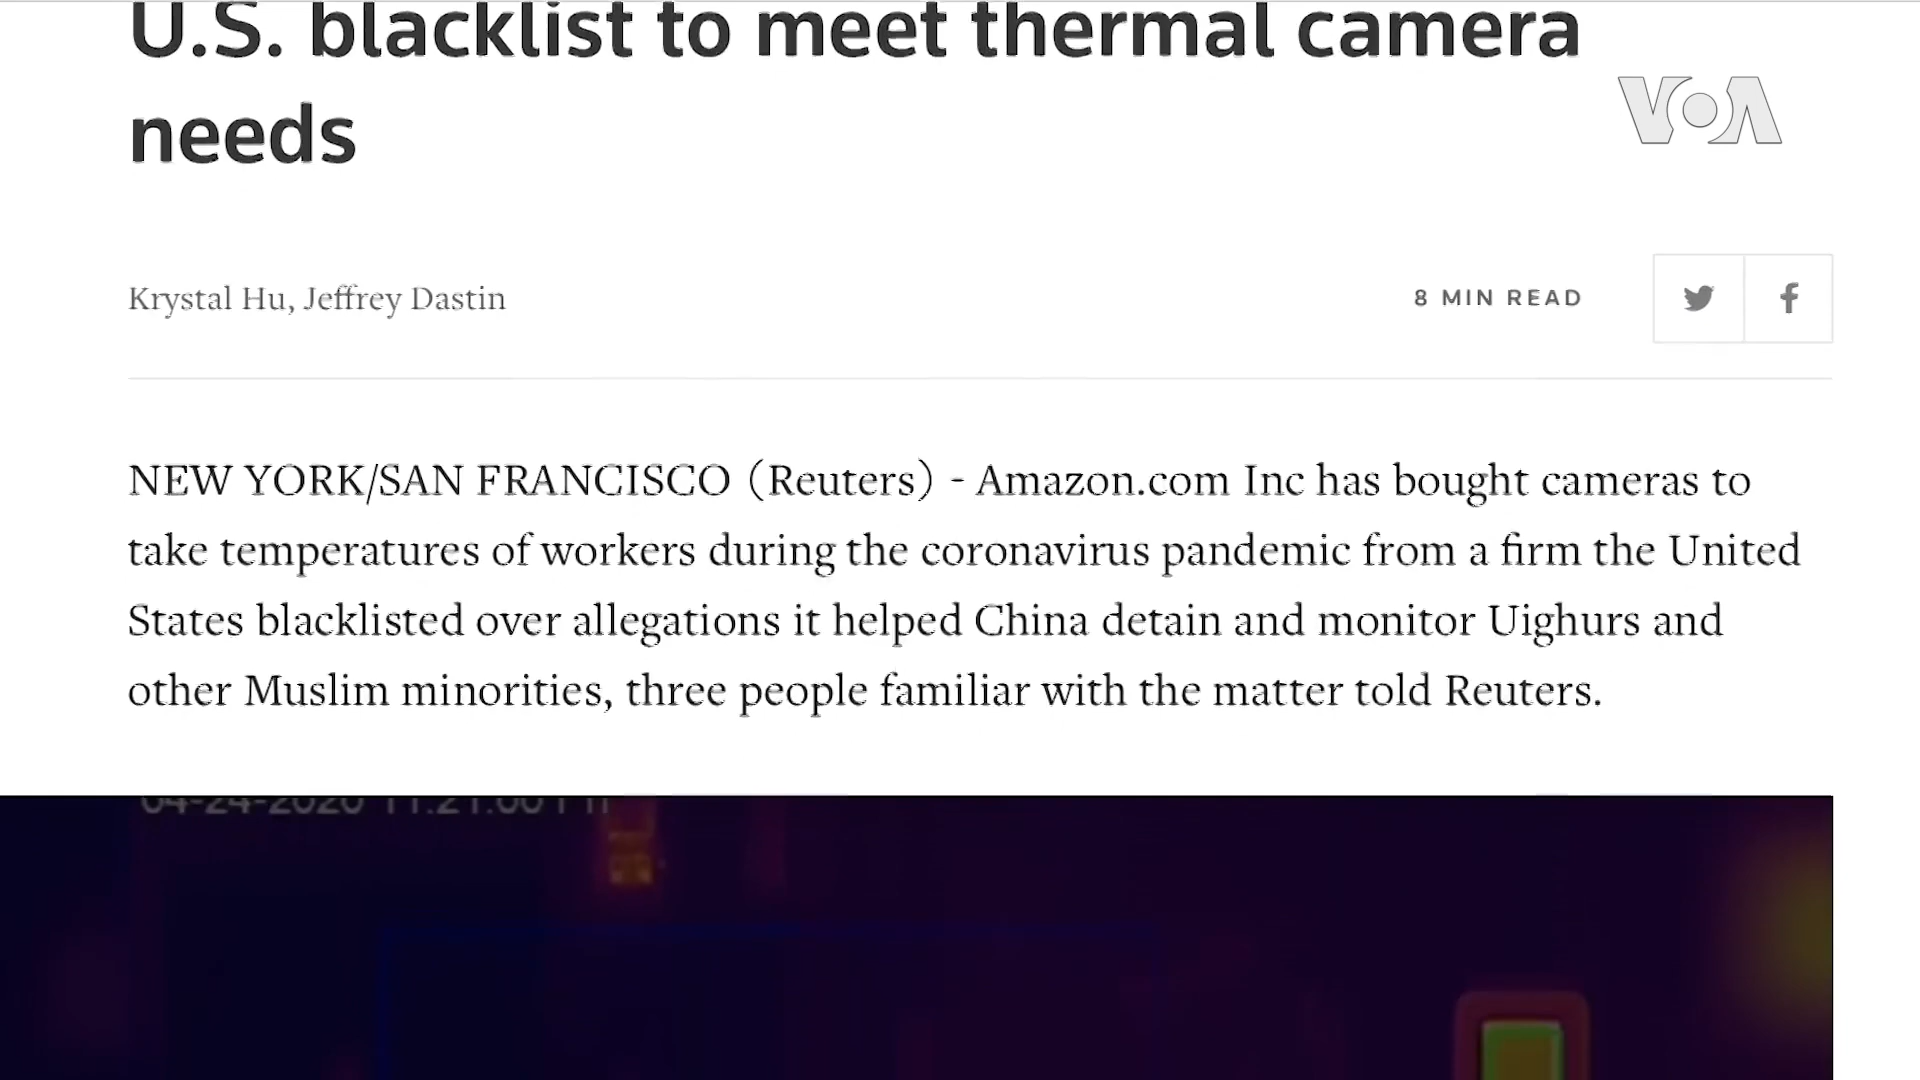 U.S. blacklist to meet thermal camera
needs
VOA
Krystal Hu, Jeffrey Dastin
8 MIN READ
NEW YORK/SAN FRANCISCO (Reuters) - Amazon.com Inc has bought cameras to
take temperatures of workers during the coronavirus pandemic from a firm the United
States blacklisted over allegations it helped China detain and monitor Uighurs and
other Muslim minorities, three people familiar with the matter told Reuters.
04-24-2020